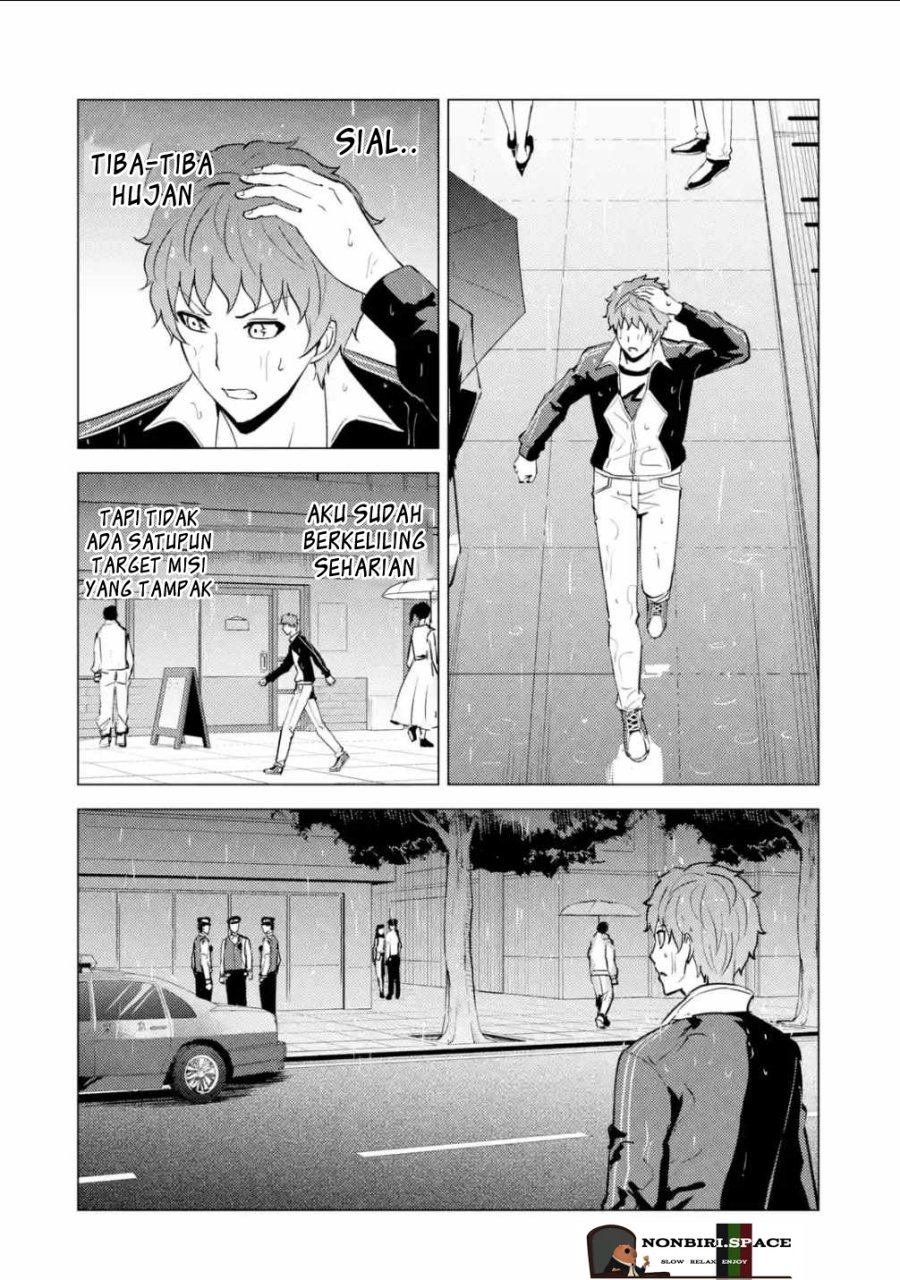 SIAL..
TIBA-TIBA
HUJAN
AKU SUDAH
BERKELILING
SEHARIAN
TAPI TIDAK
ADA SATUPUN
TARGET MISI
YANG TAMPAK
NONBIRI.SPACE
SLOW RELAX ENJOY